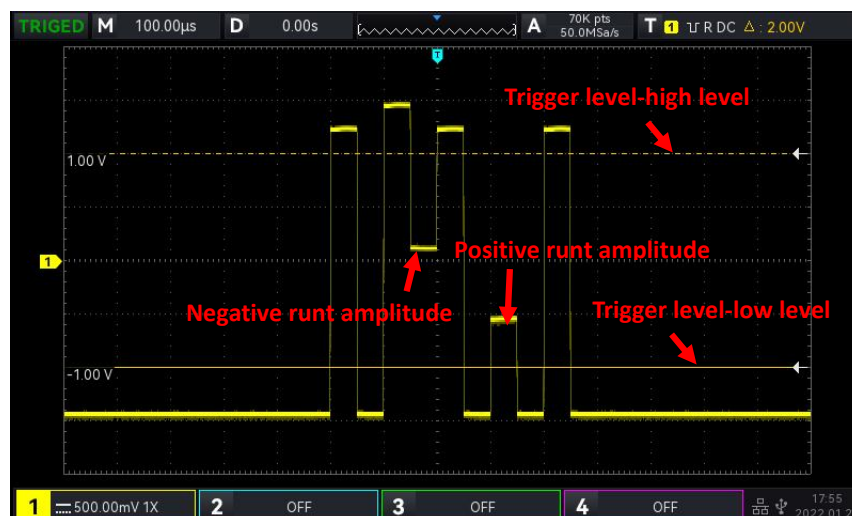 TRIGED M 100.00μs D 0.00s A 70K pts 50.0MSa/s T 1 R DC Δ : 2.00V
T
Trigger level-high level
1.00 V
1
Positive runt amplitude
Negative runt amplitude
Trigger level-low level
-1.00 V
1 500.00mV 1X 2 OFF 3 OFF 4 OFF 17:55